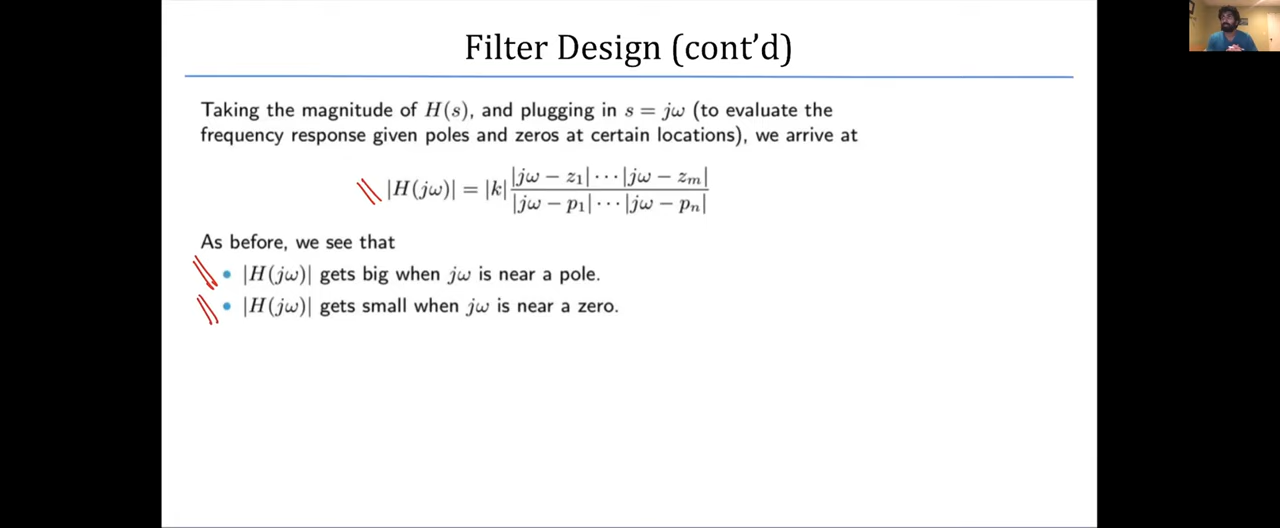 Filter Design (cont'd)
Taking the magnitude of H(s), and plugging in s = jω (to evaluate the
frequency response given poles and zeros at certain locations), we arrive at
|H(jω)| = |k| |jω − z₁| ⋯ |jω − zₘ| / |jω − p₁| ⋯ |jω − pₙ|
As before, we see that
• |H(jω)| gets big when jω is near a pole.
• |H(jω)| gets small when jω is near a zero.